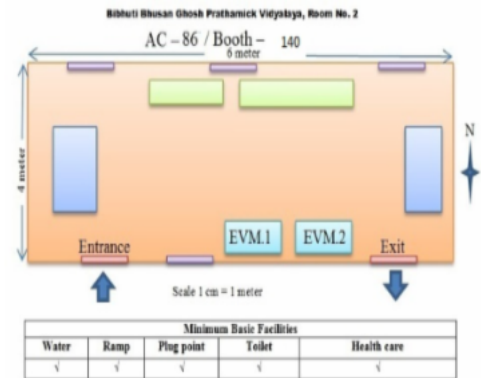 Bibhuti Bhusan Ghosh Prathamick Vidyalaya, Room No. 2
AC – 86 / Booth – 140
6 meter
4 meter
N
EVM.1 EVM.2
Entrance Exit
Scale 1 cm = 1 meter
Minimum Basic Facilities
Water Ramp Plug point Toilet Health care
√ √ √ √ √